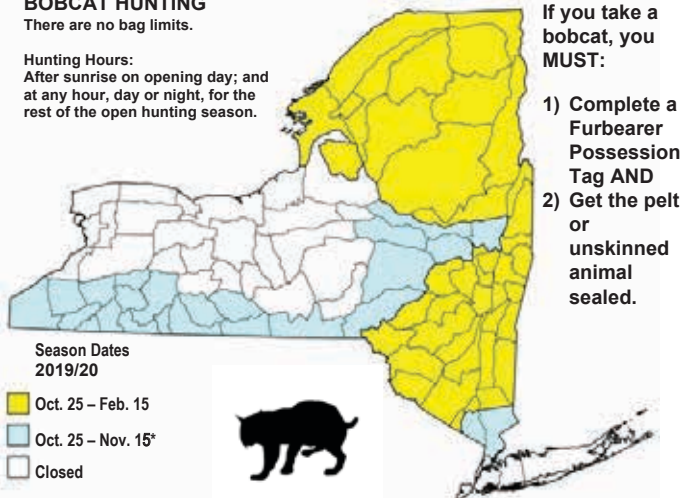 BOBCAT HUNTING
There are no bag limits.
Hunting Hours:
After sunrise on opening day; and
at any hour, day or night, for the
rest of the open hunting season.
If you take a
bobcat, you
MUST:
1) Complete a
Furbearer
Possession
Tag AND
2) Get the pelt
or
unskinned
animal
sealed.
Season Dates
2019/20
Oct. 25 – Feb. 15
Oct. 25 – Nov. 15*
Closed